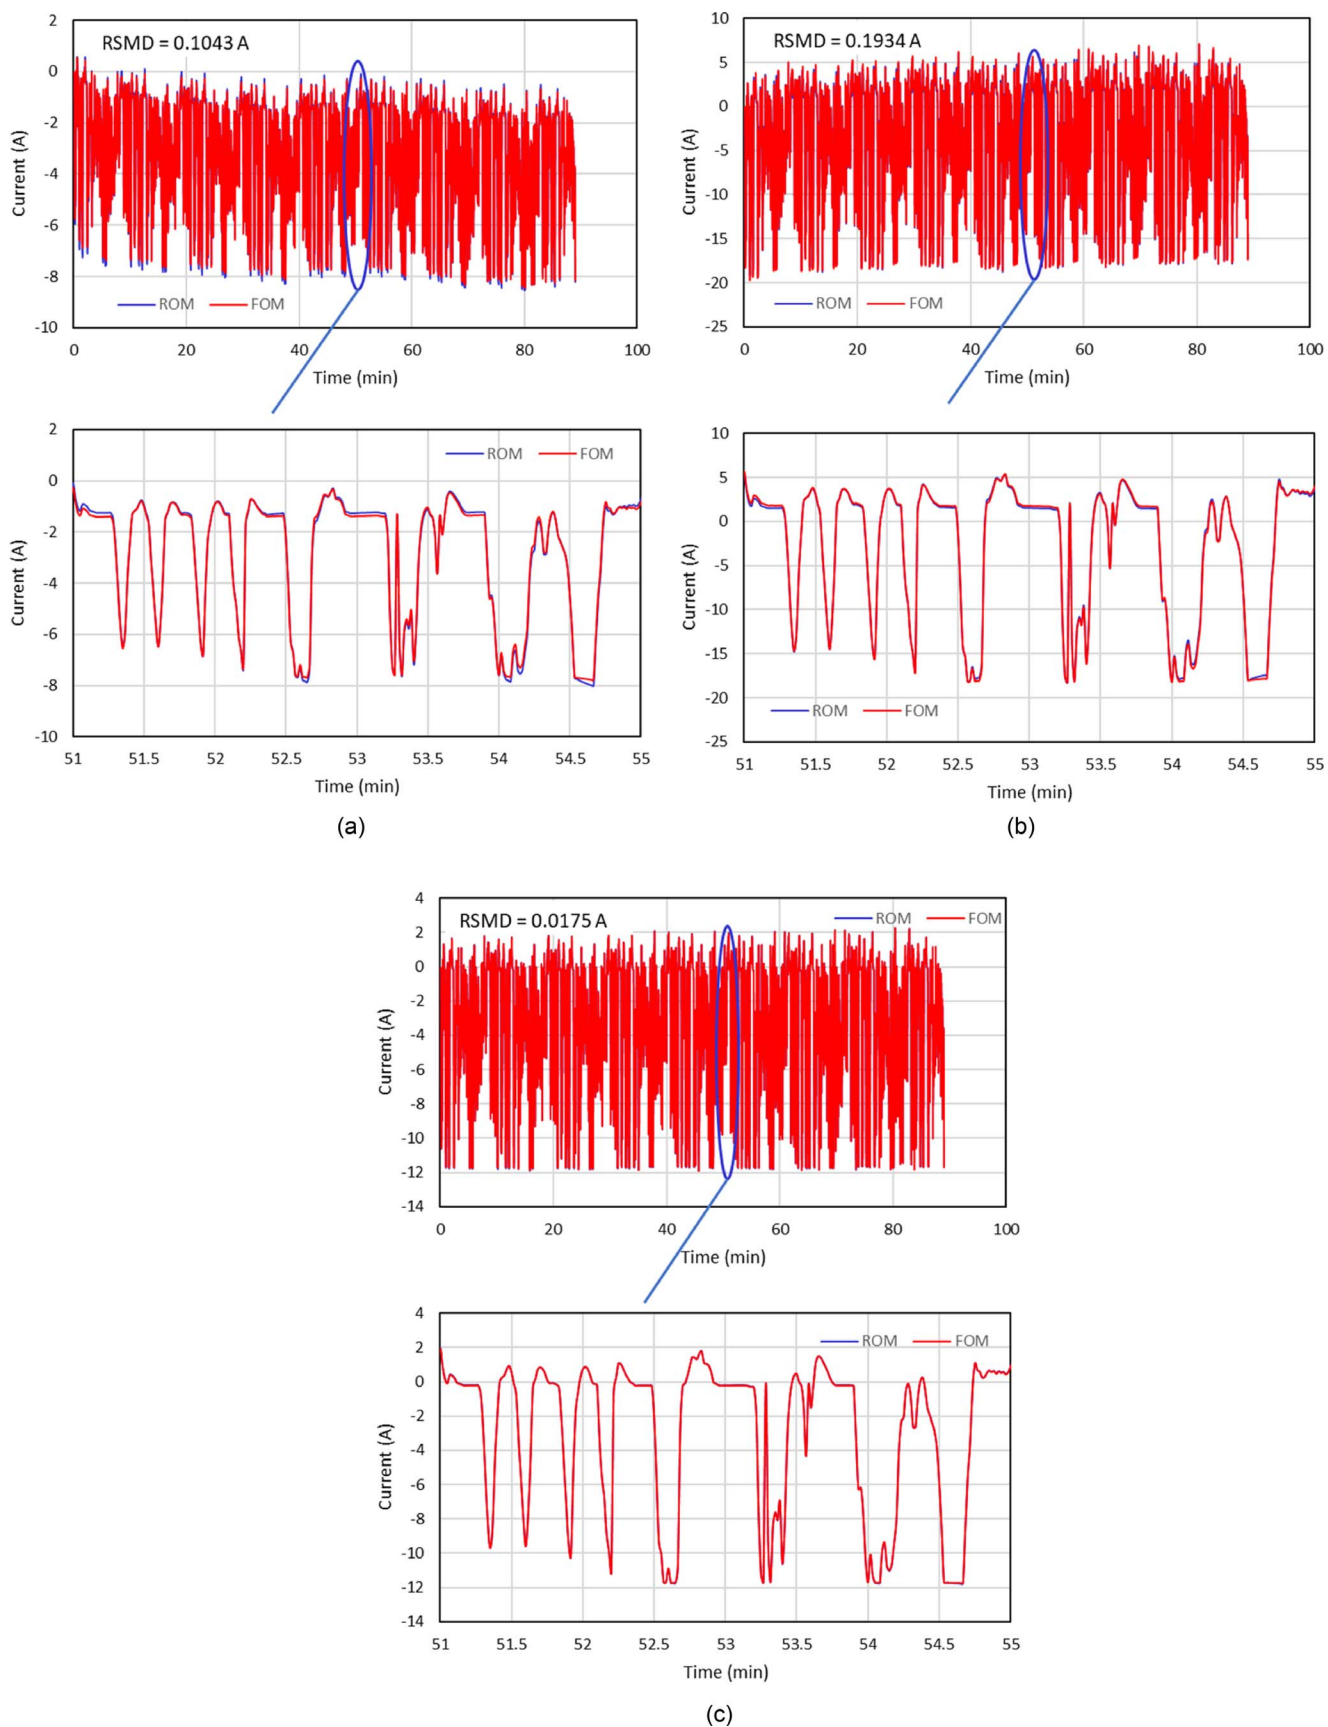 2
0
-2
-4
-6
-8
-10
Current (A)
RSMD = 0.1043 A
ROM FOM
0 20 40 60 80 100
Time (min)
10
5
0
-5
-10
-15
-20
-25
Current (A)
RSMD = 0.1934 A
ROM FOM
0 20 40 60 80 100
Time (min)
2
0
-2
-4
-6
-8
-10
Current (A)
ROM FOM
51 51.5 52 52.5 53 53.5 54 54.5 55
Time (min)
(a)
10
5
0
-5
-10
-15
-20
-25
Current (A)
ROM FOM
51 51.5 52 52.5 53 53.5 54 54.5 55
Time (min)
(b)
4
2
0
-2
-4
-6
-8
-10
-12
-14
Current (A)
RSMD = 0.0175 A
ROM FOM
0 20 40 60 80 100
Time (min)
4
2
0
-2
-4
-6
-8
-10
-12
-14
Current (A)
ROM FOM
51 51.5 52 52.5 53 53.5 54 54.5 55
Time (min)
(c)